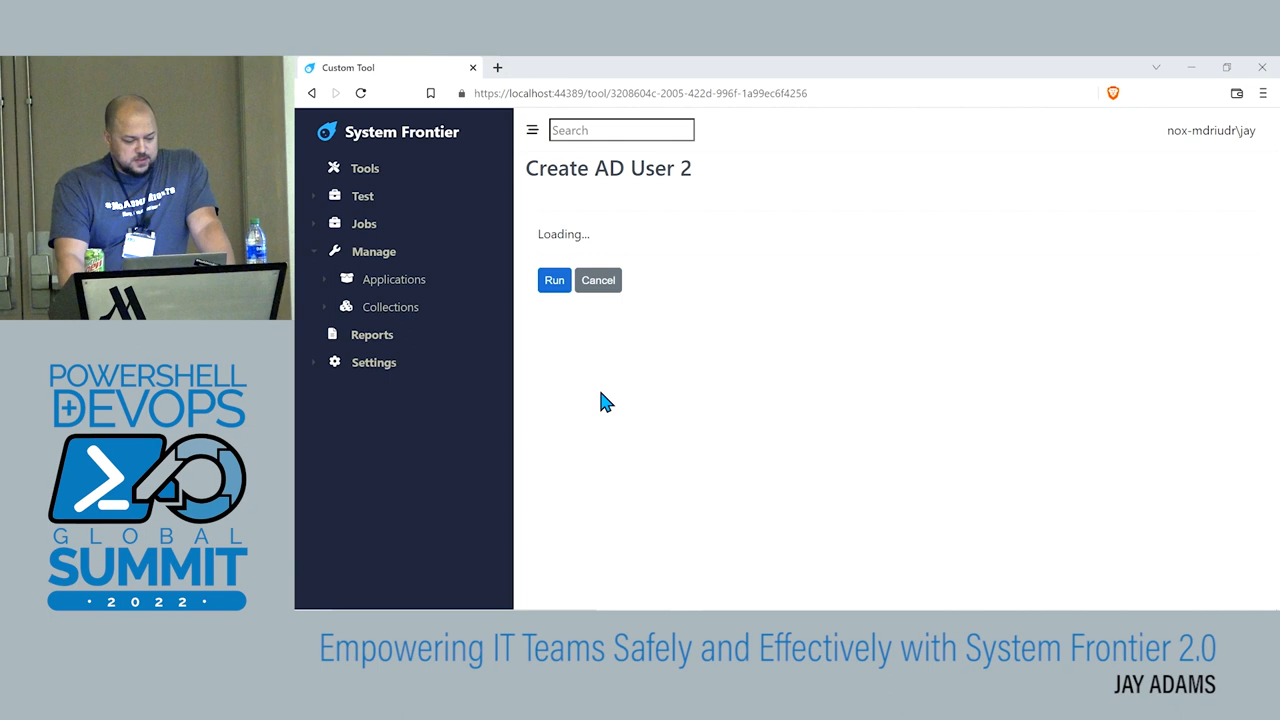 Custom Tool
https://localhost:44389/tool/3208604c-2005-422d-996f-1a99ec6f4256
System Frontier
Search
nox-mdriudr\jay
Tools
Test
Jobs
Manage
Applications
Collections
Reports
Settings
Create AD User 2
Loading...
Run
Cancel
POWERSHELL
+DEVOPS
GLOBAL
SUMMIT
· 2022 ·
Empowering IT Teams Safely and Effectively with System Frontier 2.0
JAY ADAMS